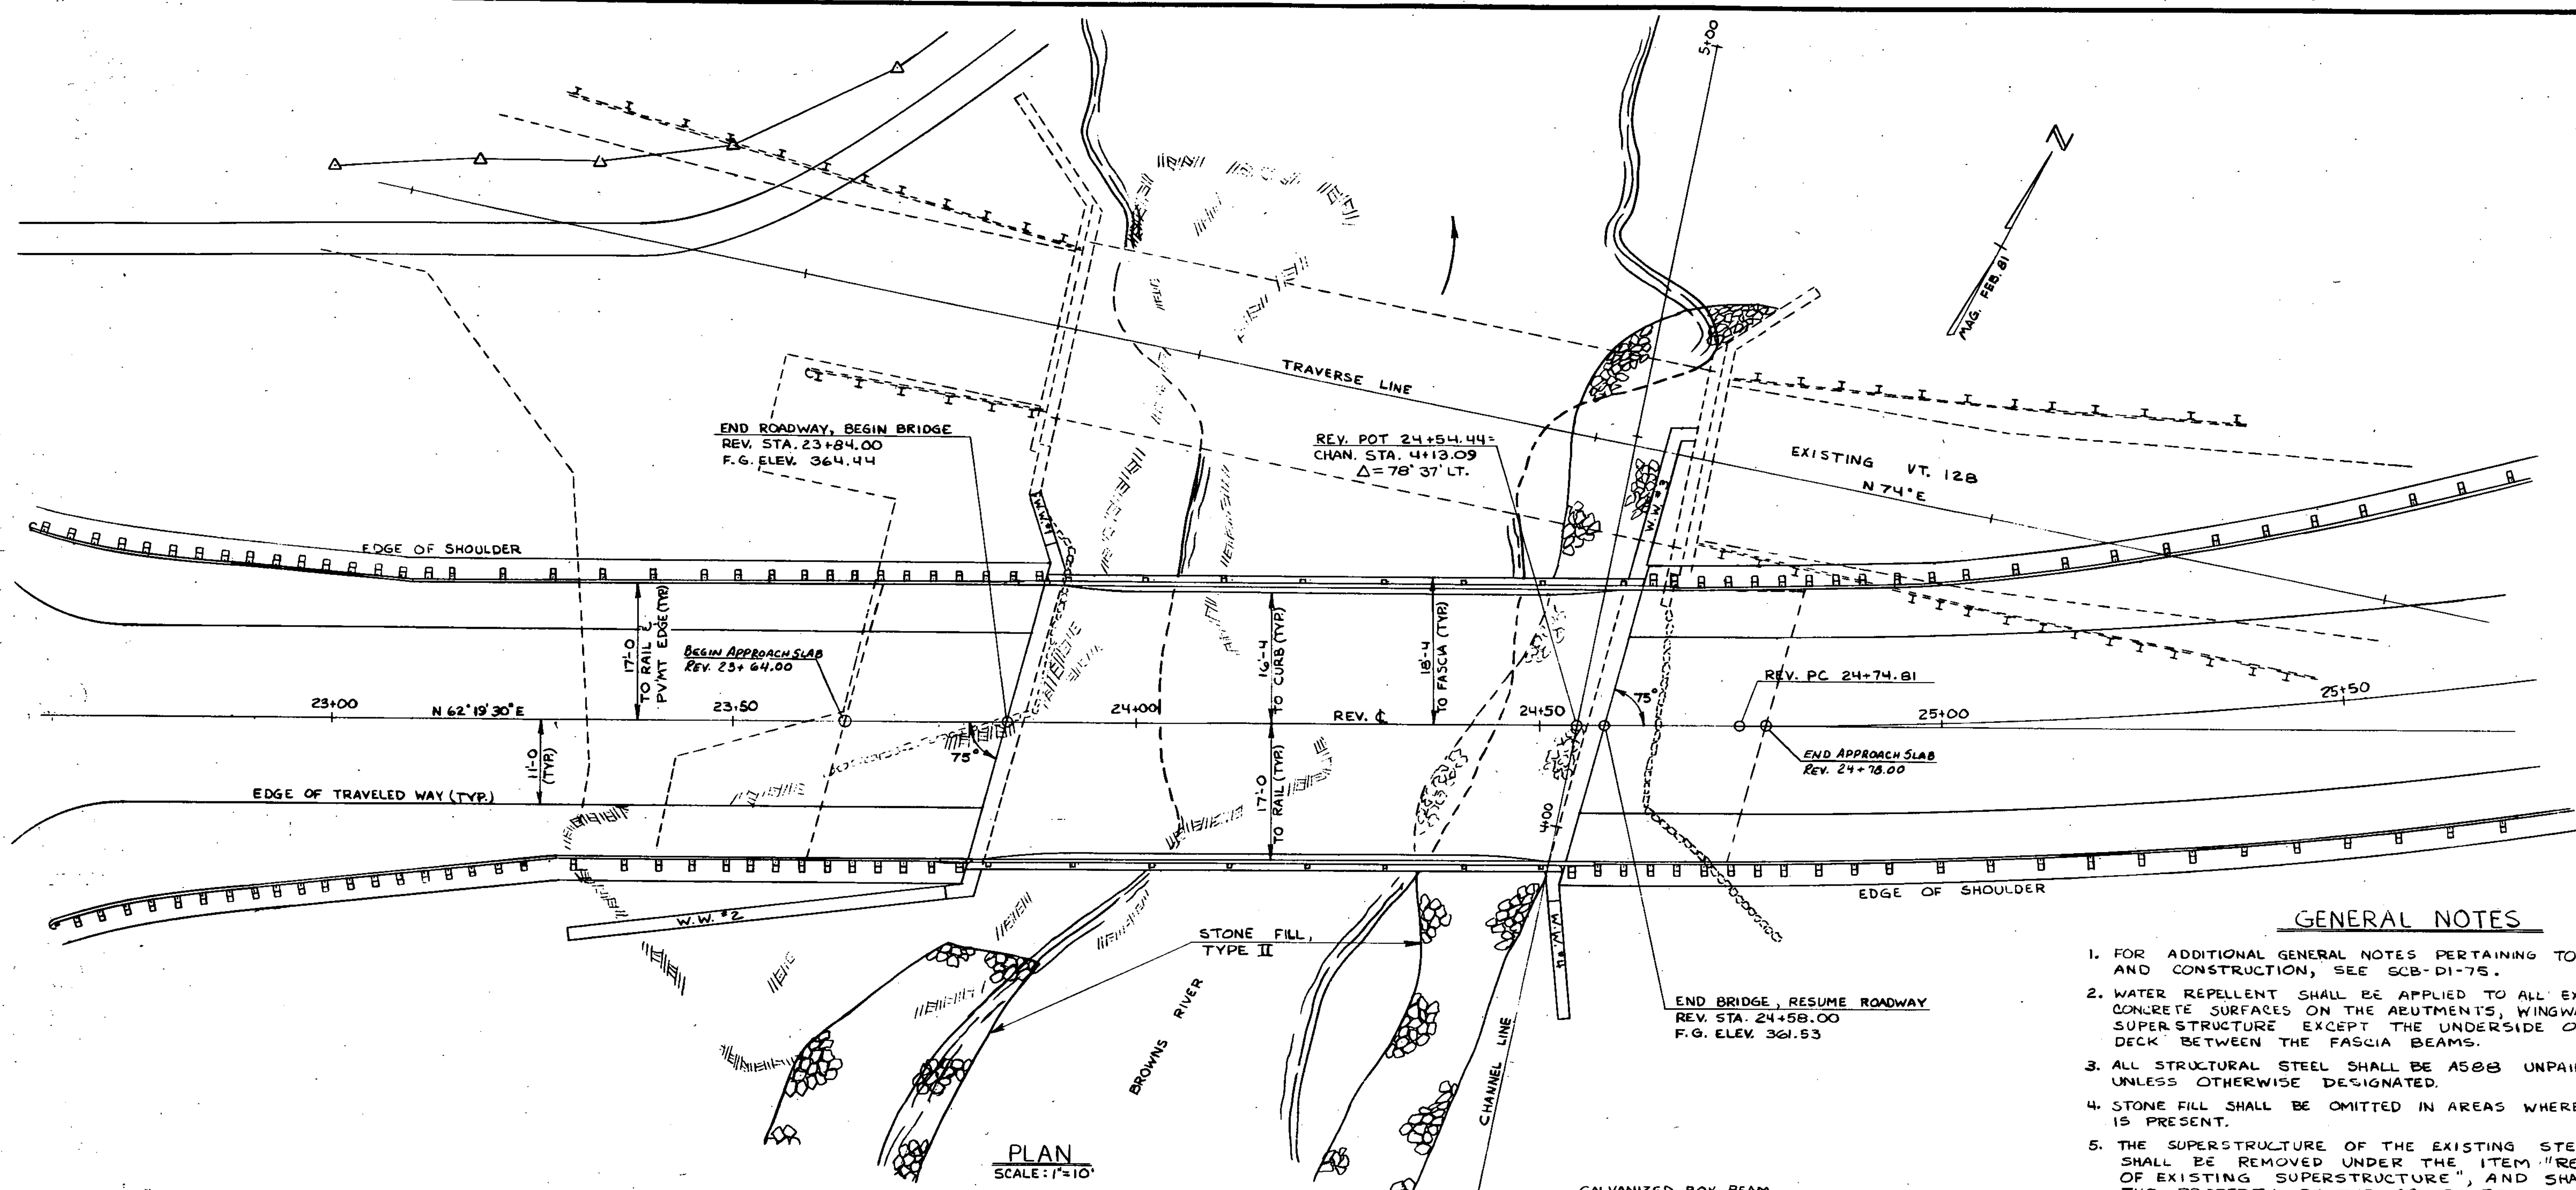 5+00
N
MAG. FEB. 81
TRAVERSE LINE
END ROADWAY, BEGIN BRIDGE
REV. STA. 23+84.00
F.G. ELEV. 364.44
REV. POT 24+54.44=
CHAN. STA. 4+13.09
Δ=78° 37' LT.
EXISTING VT. 128
N 74° E
W.W. #1
W.W. #3
EDGE OF SHOULDER
17'-0
TO RAIL &
PV'MT EDGE (TYP.)
BEGIN APPROACH SLAB
REV. 23+64.00
16'-4
TO CURB (TYP.)
18'-4
TO FASCIA (TYP.)
REV. PC 24+74.81
75°
23+00
N 62° 19' 30" E
23+50
24+00
REV. ℄
24+50
25+00
25+50
75°
11'-0
(TYP.)
17'-0
TO RAIL (TYP.)
END APPROACH SLAB
REV. 24+78.00
EDGE OF TRAVELED WAY (TYP.)
4+00
EDGE OF SHOULDER
W.W. #2
W.W. #4
STONE FILL,
TYPE II
BROWNS RIVER
CHANNEL LINE
END BRIDGE, RESUME ROADWAY
REV. STA. 24+58.00
F.G. ELEV. 361.53
PLAN
SCALE: 1"=10'
GENERAL NOTES
1. FOR ADDITIONAL GENERAL NOTES PERTAINING TO
AND CONSTRUCTION, SEE SCB-D1-75.
2. WATER REPELLENT SHALL BE APPLIED TO ALL
CONCRETE SURFACES ON THE ABUTMENTS,
SUPERSTRUCTURE EXCEPT THE UNDERSIDE
DECK BETWEEN THE FASCIA BEAMS.
3. ALL STRUCTURAL STEEL SHALL BE A588
UNLESS OTHERWISE DESIGNATED.
4. STONE FILL SHALL BE OMITTED IN AREAS WHERE
IS PRESENT.
5. THE SUPERSTRUCTURE OF THE EXISTING
SHALL BE REMOVED UNDER THE ITEM
OF EXISTING SUPERSTRUCTURE", AND
GALVANIZED BOX BEAM